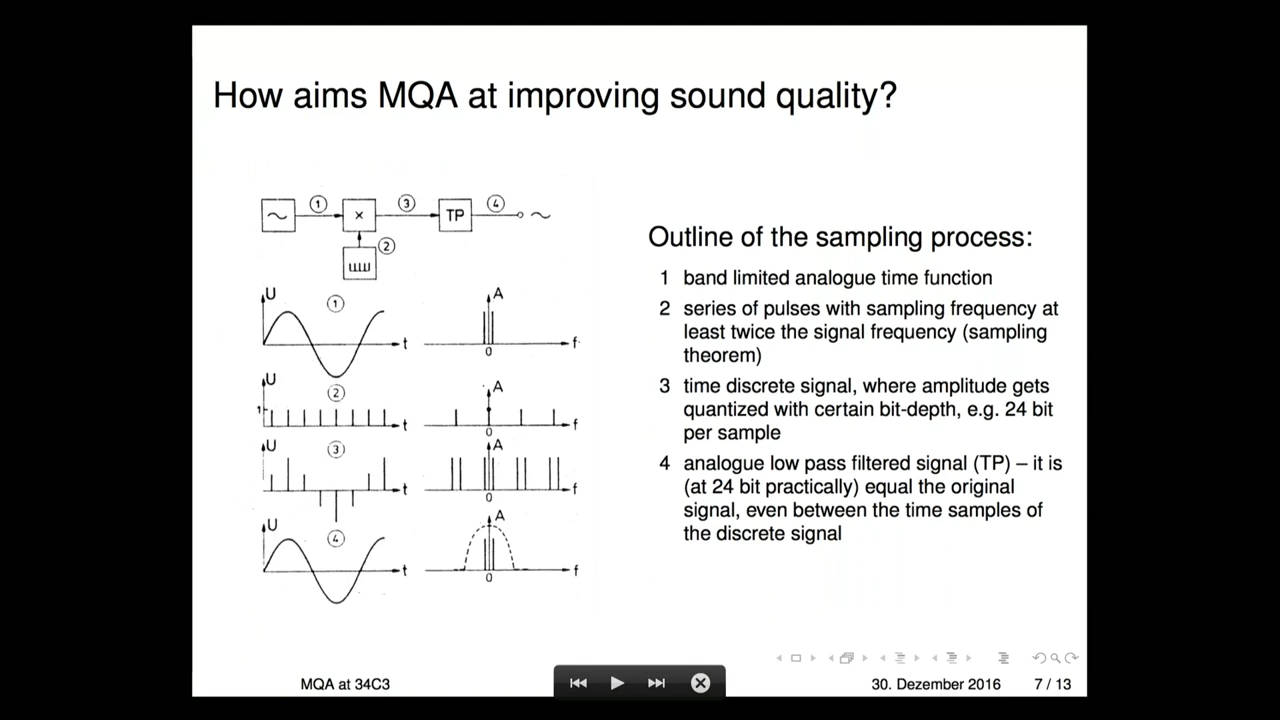 How aims MQA at improving sound quality?
1
3
4
×
TP
2
U
1
t
A
0
f
U
1
2
t
A
0
f
U
3
t
A
0
f
U
4
t
A
0
f
Outline of the sampling process:
1 band limited analogue time function
2 series of pulses with sampling frequency at
least twice the signal frequency (sampling
theorem)
3 time discrete signal, where amplitude gets
quantized with certain bit-depth, e.g. 24 bit
per sample
4 analogue low pass filtered signal (TP) – it is
(at 24 bit practically) equal the original
signal, even between the time samples of
the discrete signal
MQA at 34C3
30. Dezember 2016
7 / 13